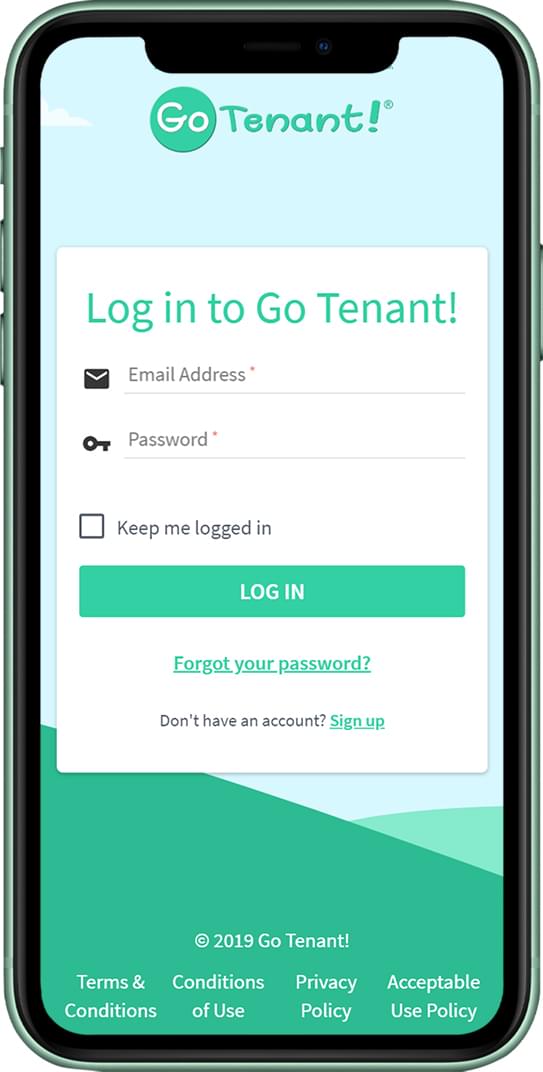 Go Tenant!®
Log in to Go Tenant!
Email Address *
Password *
Keep me logged in
LOG IN
Forgot your password?
Don't have an account? Sign up
© 2019 Go Tenant!
Terms &
Conditions
Conditions
of Use
Privacy
Policy
Acceptable
Use Policy